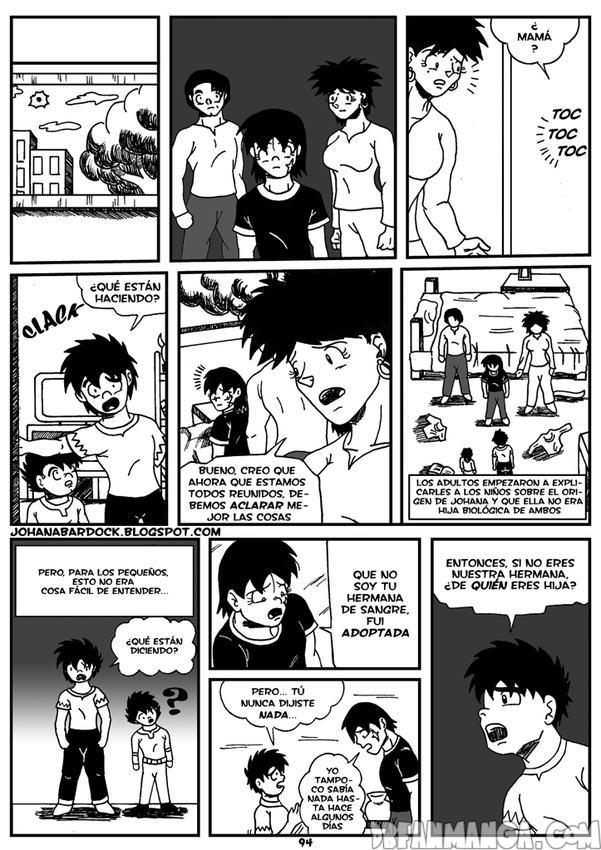 ¿
MAMÁ
?
TOC
TOC
TOC
¿QUÉ ESTÁN
HACIENDO?
CLACK
BUENO, CREO QUE
AHORA QUE ESTAMOS
TODOS REUNIDOS, DE-
BEMOS ACLARAR ME-
JOR LAS COSAS
LOS ADULTOS EMPEZARON A EXPLI-
CARLES A LOS NIÑOS SOBRE EL ORI-
GEN DE JOHANA Y QUE ELLA NO ERA
HIJA BIOLÓGICA DE AMBOS
JOHANABARDOCK.BLOGSPOT.COM
PERO, PARA LOS PEQUEÑOS,
ESTO NO ERA
COSA FÁCIL DE ENTENDER...
¿QUÉ ESTÁN
DICIENDO?
?
QUE NO
SOY TU
HERMANA
DE SANGRE,
FUI
ADOPTADA
PERO... TÚ
NUNCA DIJISTE
NADA...
YO
TAMPO-
CO SABÍA
NADA HAS-
TA HACE
ALGUNOS
DÍAS
ENTONCES, SI NO ERES
NUESTRA HERMANA,
¿DE QUIÉN ERES HIJA?
94
DBFANMANGA.COM